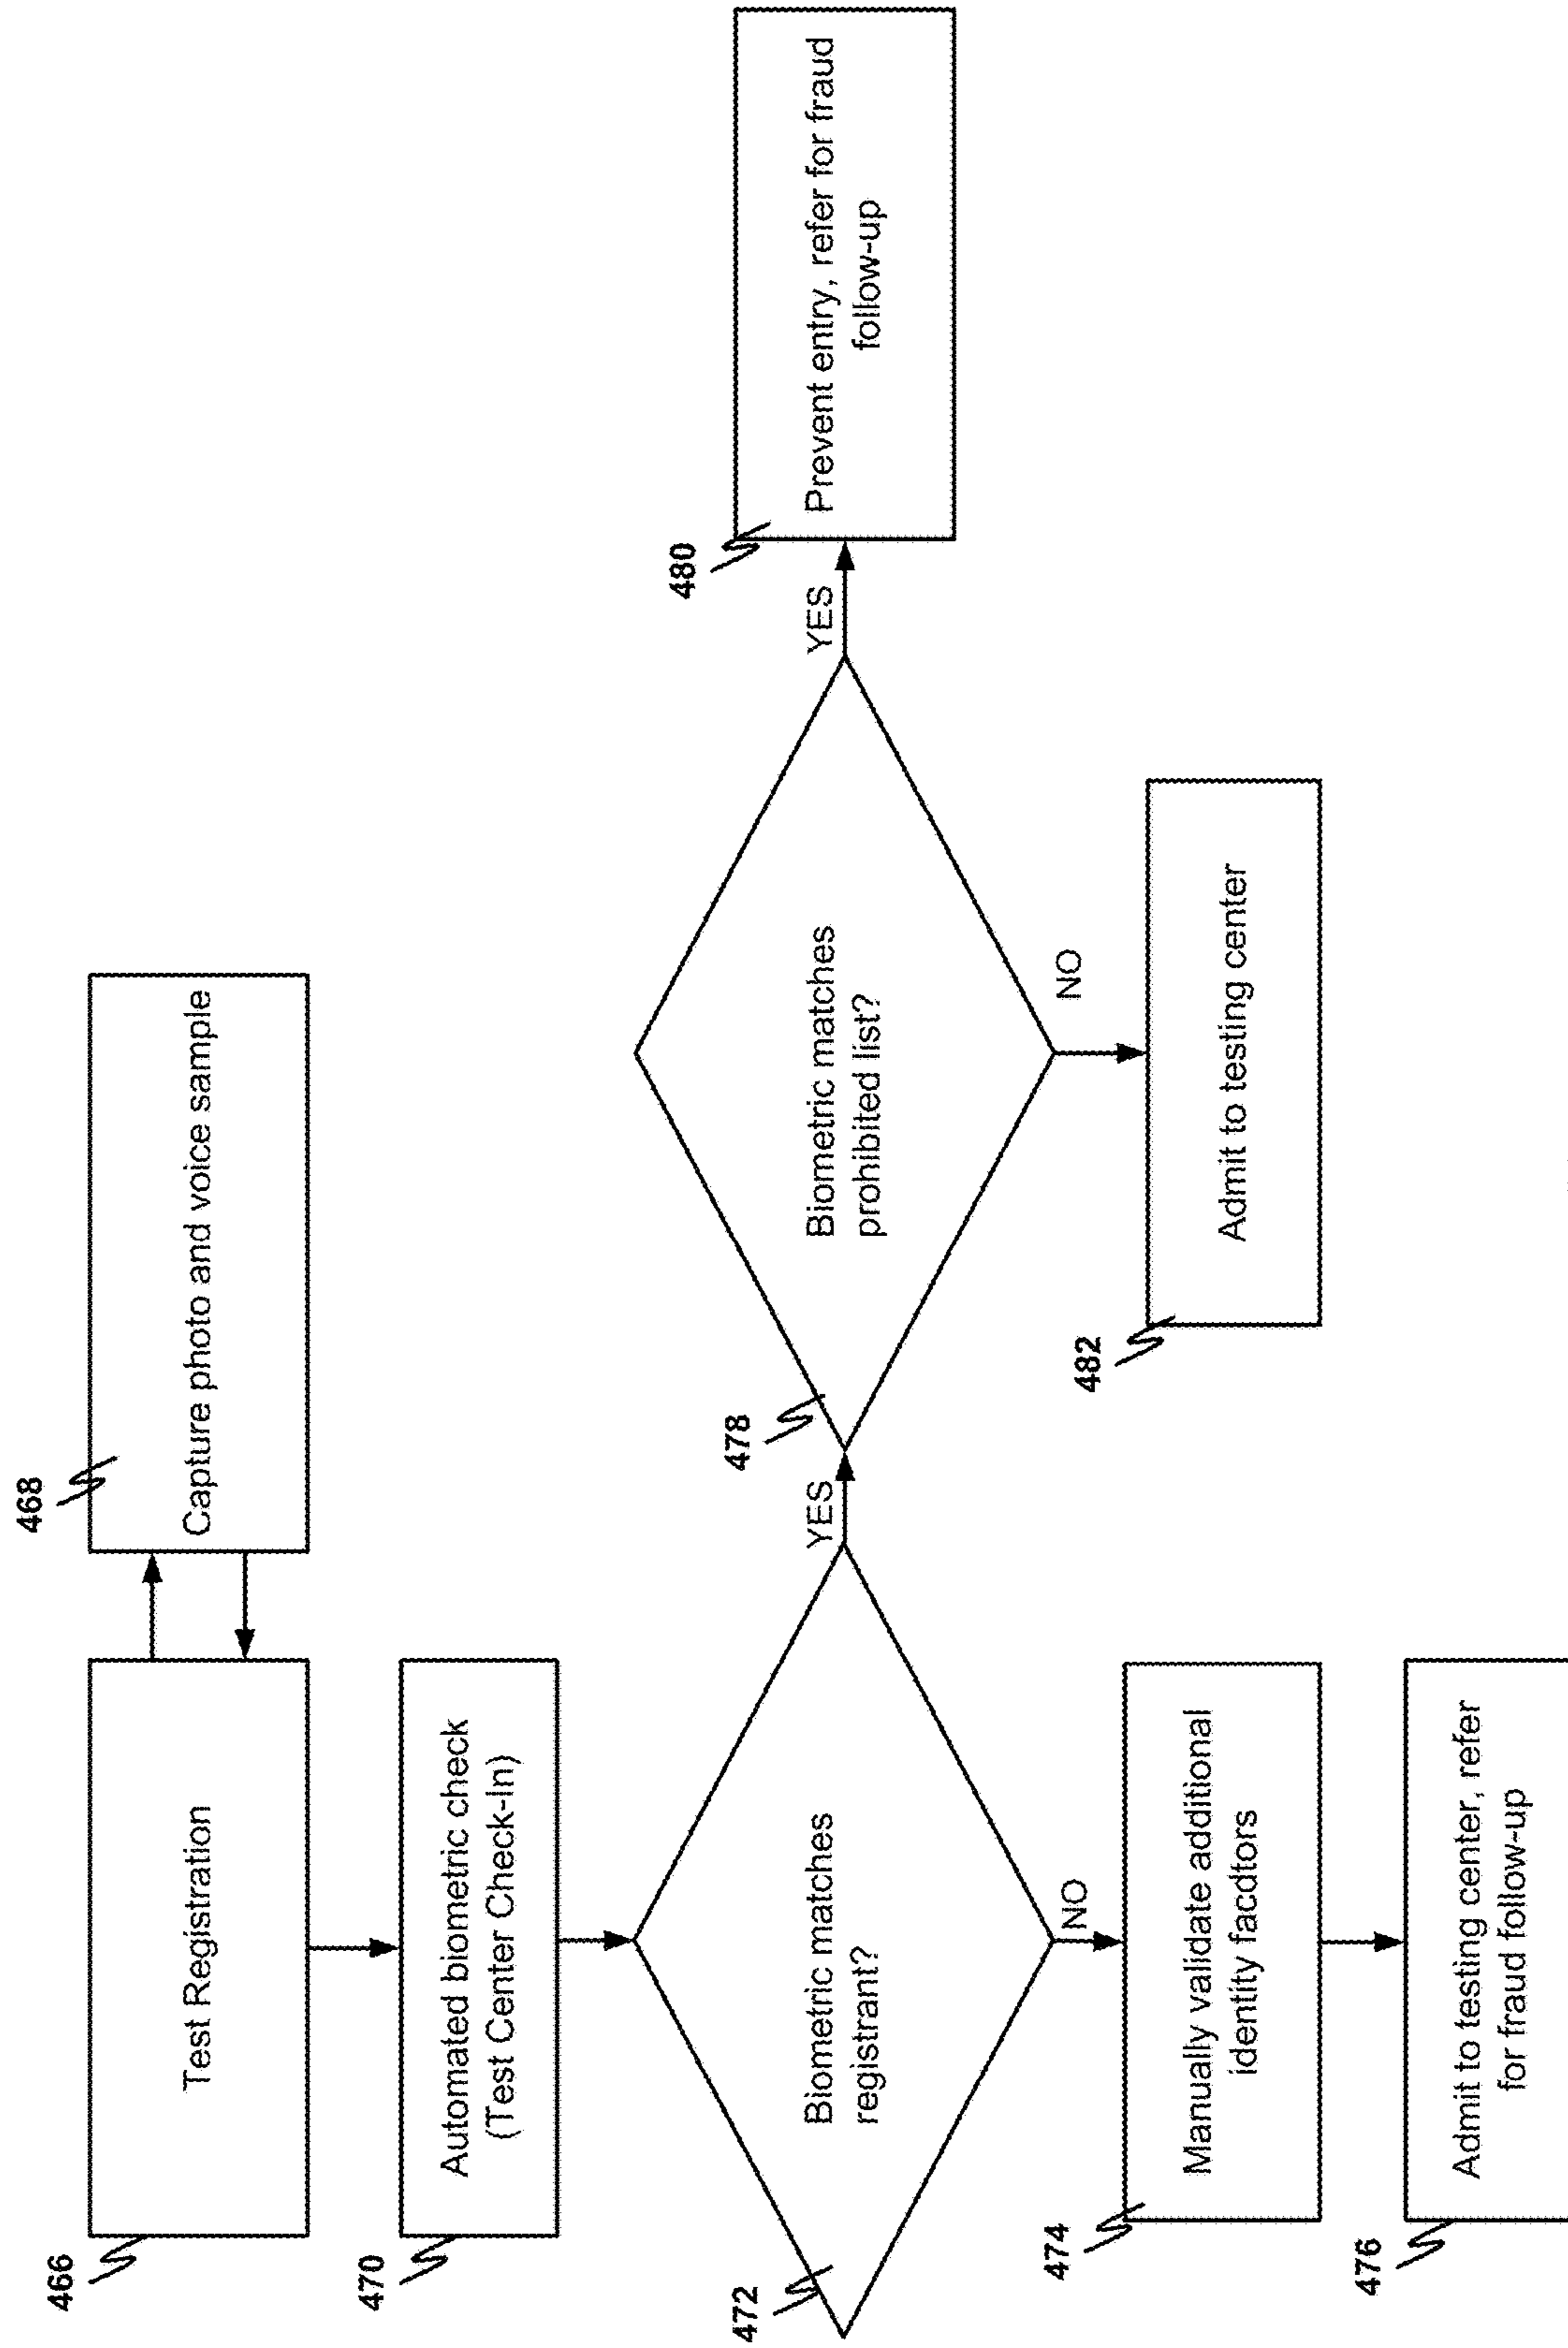 466
Test Registration
468
Capture photo and voice sample
470
Automated biometric check
(Test Center Check-In)
472
Biometric matches
registrant?
YES
NO
478
Biometric matches
prohibited list?
YES
NO
480
Prevent entry, refer for fraud
follow-up
474
Manually validate additional
identity facdtors
482
Admit to testing center
476
Admit to testing center, refer
for fraud follow-up